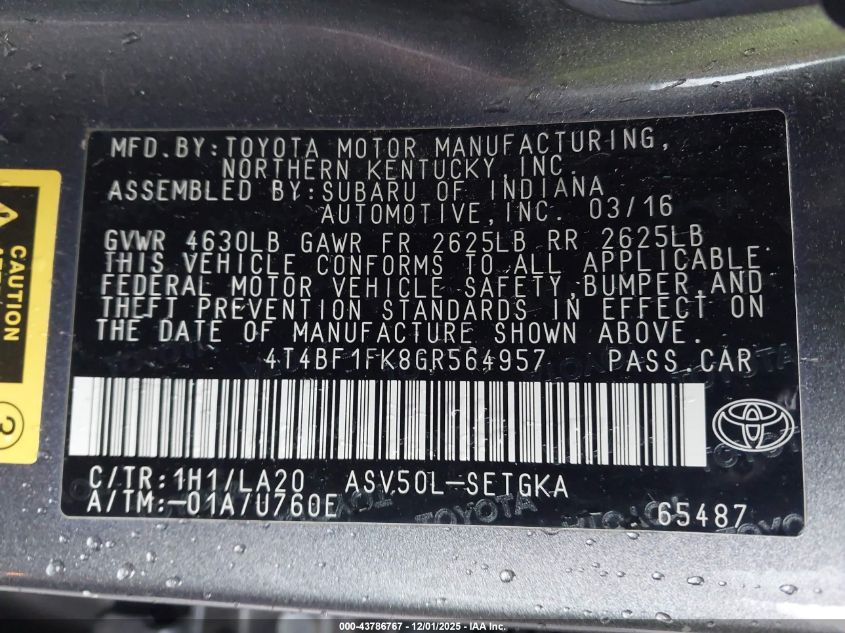 MFD.BY:TOYOTA MOTOR MANUFACTURING,
NORTHERN KENTUCKY,INC.
ASSEMBLED BY:SUBARU OF INDIANA
AUTOMOTIVE,INC. 03/16
GVWR 4630LB GAWR FR 2625LB RR 2625LB
THIS VEHICLE CONFORMS TO ALL APPLICABLE
FEDERAL MOTOR VEHICLE SAFETY,BUMPER,AND
THEFT PREVENTION STANDARDS IN EFFECT ON
THE DATE OF MANUFACTURE SHOWN ABOVE.
4T4BF1FK8GR564957 PASS.CAR
C/TR:1H1/LA20 ASV50L-SETGKA
A/TM:-01A/U760E
65487
CAUTION
TOYOTA
000-43786767 - 12/01/2025 - IAA Inc.